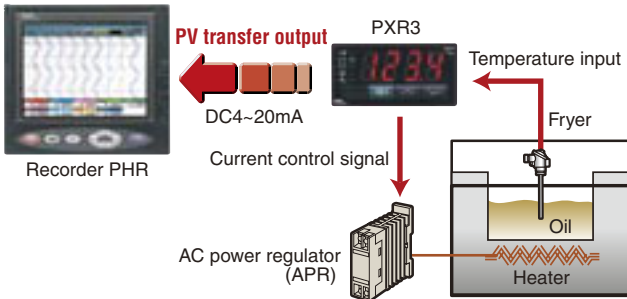 PXR3
PV transfer output
123.4
Temperature input
DC4~20mA
Fryer
Recorder PHR
Current control signal
Oil
AC power regulator
(APR)
Heater